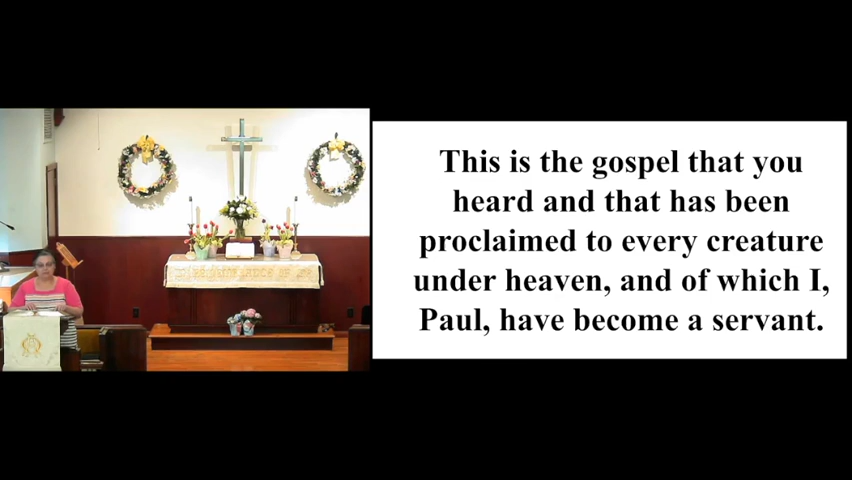 This is the gospel that you
heard and that has been
proclaimed to every creature
under heaven, and of which I,
Paul, have become a servant.